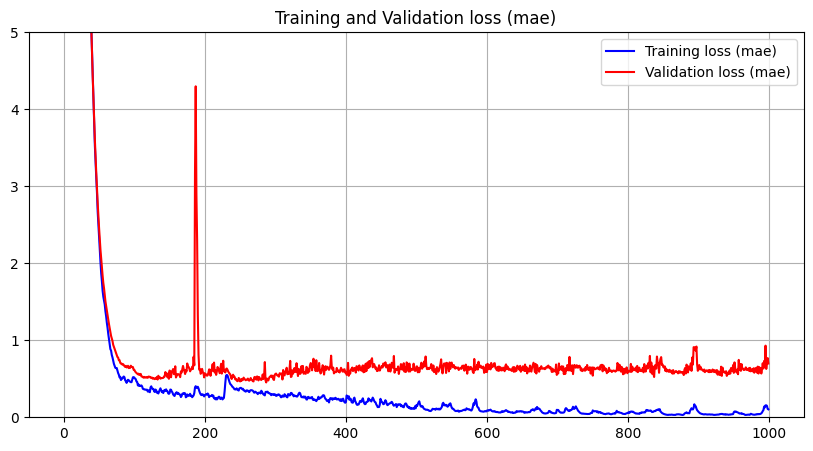 Training and Validation loss (mae)
Training loss (mae)
Validation loss (mae)
5
4
3
2
1
0
0 200 400 600 800 1000